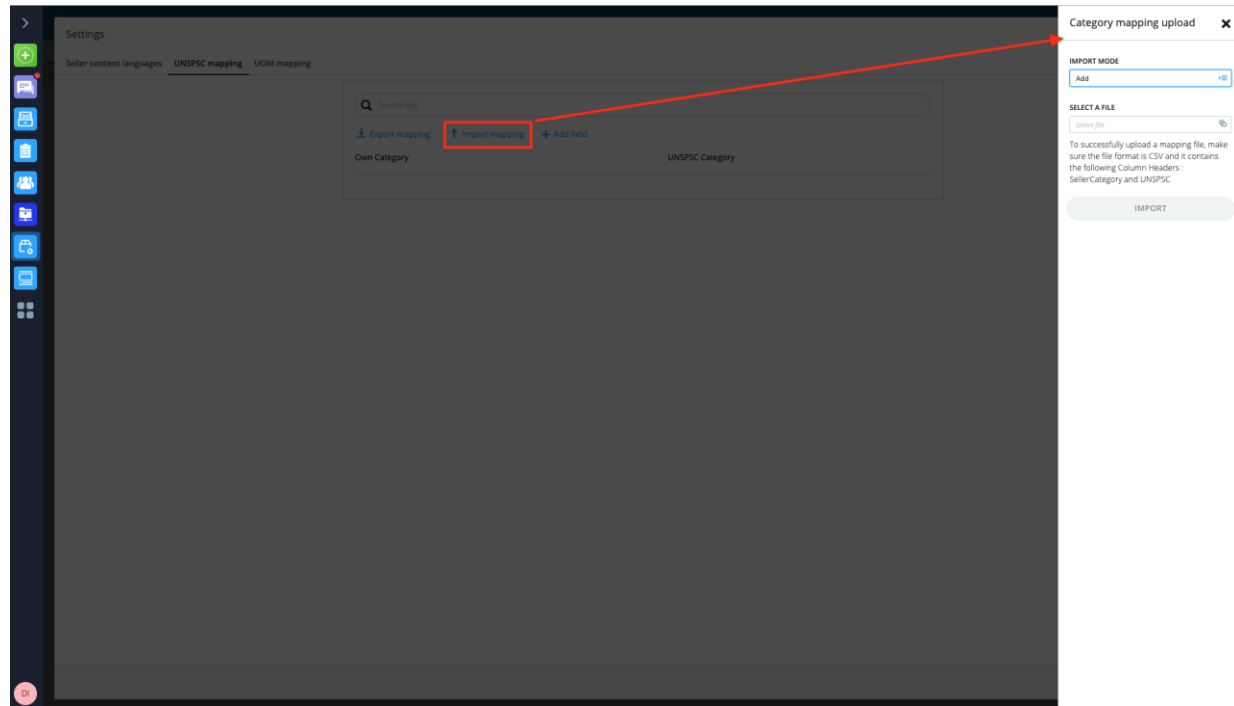 Settings
Seller content languages UNSPSC mapping UOM mapping
Search text
Export mapping Import mapping Add field
Own Category UNSPSC Category
DI
Category mapping upload
IMPORT MODE
Add
SELECT A FILE
Select file
To successfully upload a mapping file, make
sure the file format is CSV and it contains
the following Column Headers :
SellerCategory and UNSPSC
IMPORT